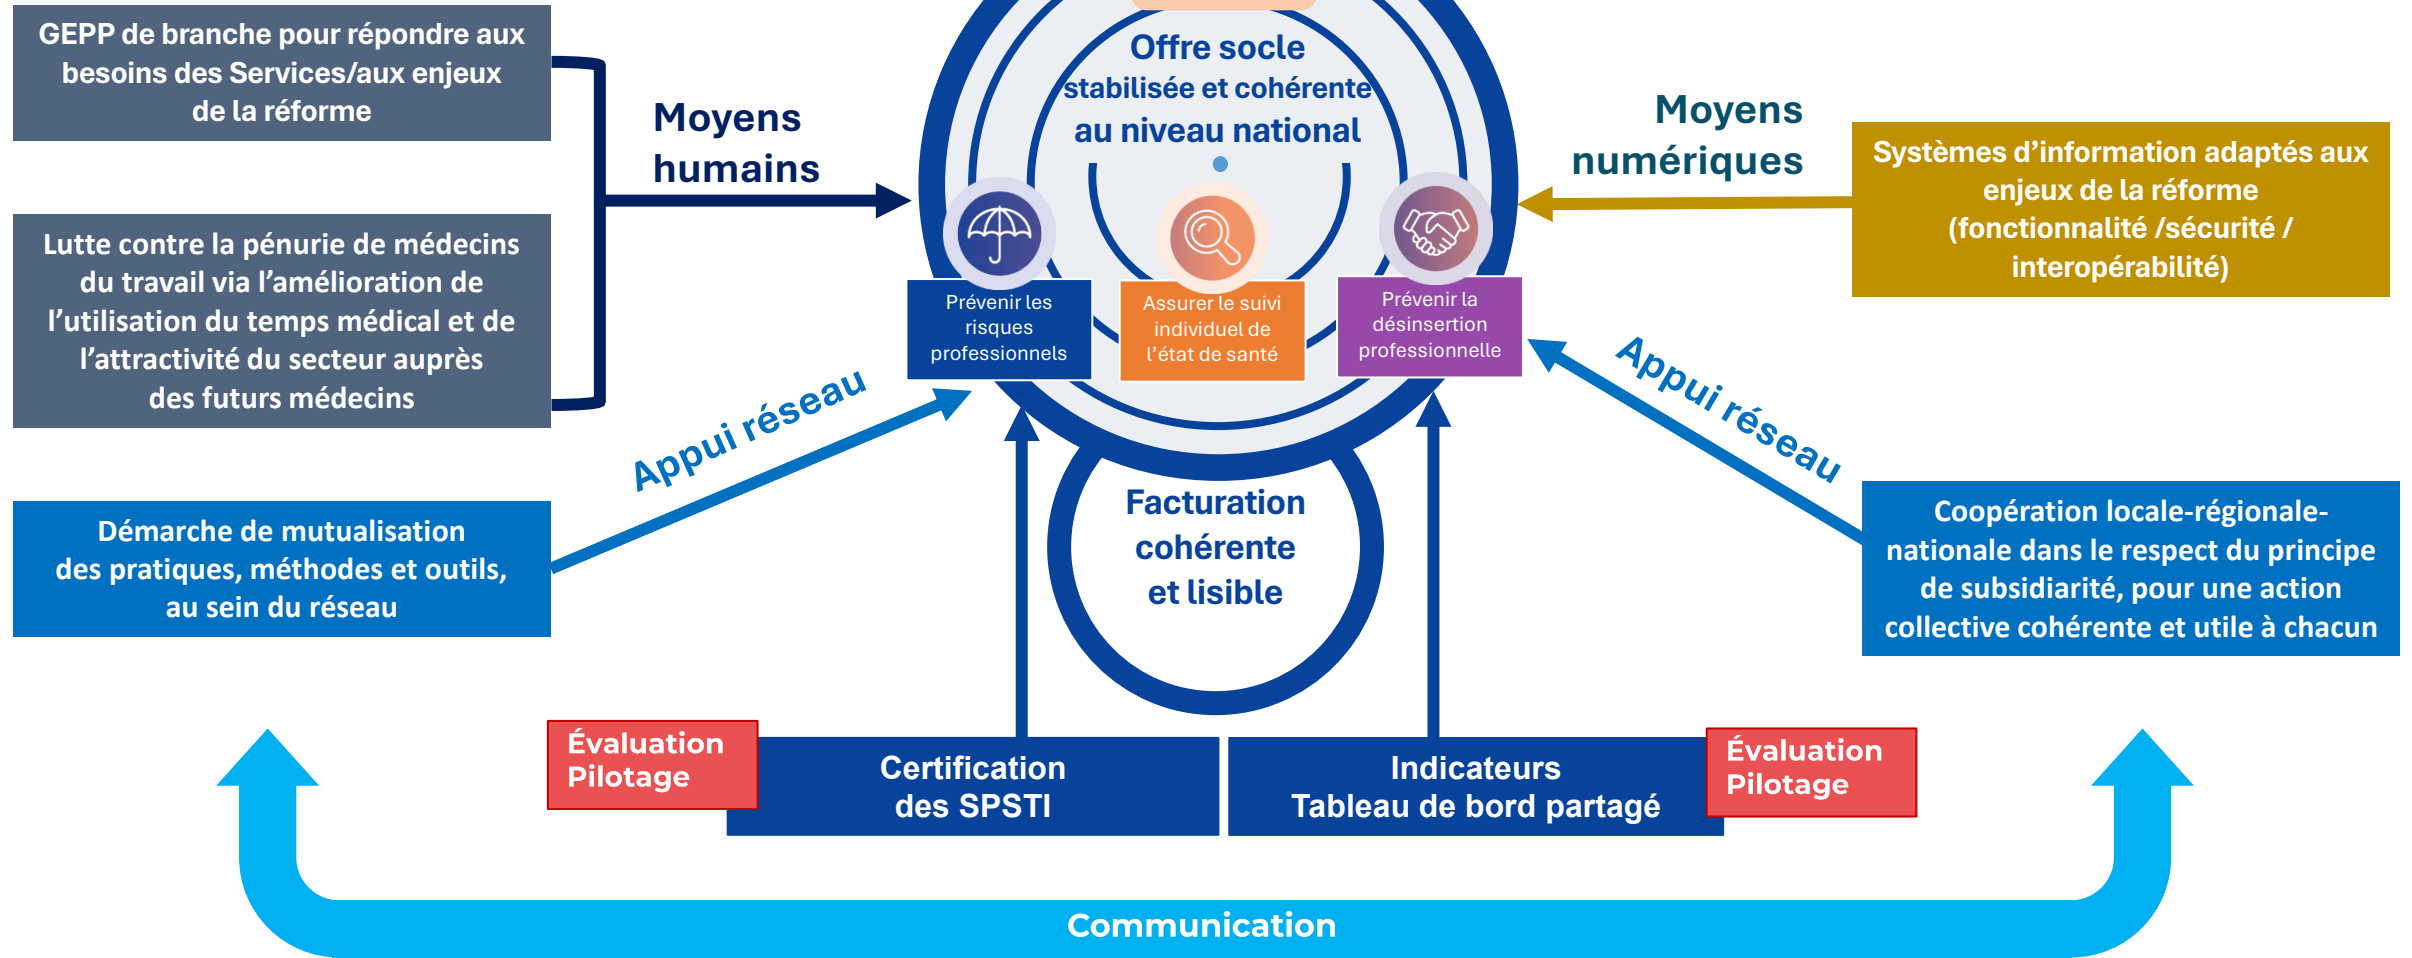 GEPP de branche pour répondre aux
besoins des Services/aux enjeux
de la réforme
Lutte contre la pénurie de médecins
du travail via l’amélioration de
l’utilisation du temps médical et de
l’attractivité du secteur auprès
des futurs médecins
Démarche de mutualisation
des pratiques, méthodes et outils,
au sein du réseau
Moyens
humains
Appui réseau
Offre socle
stabilisée et cohérente
au niveau national
Prévenir les
risques
professionnels
Assurer le suivi
individuel de
l’état de santé
Prévenir la
désinsertion
professionnelle
Facturation
cohérente
et lisible
Moyens
numériques
Systèmes d’information adaptés aux
enjeux de la réforme
(fonctionnalité /sécurité /
interopérabilité)
Appui réseau
Coopération locale-régionale-
nationale dans le respect du principe
de subsidiarité, pour une action
collective cohérente et utile à chacun
Évaluation
Pilotage
Certification
des SPSTI
Indicateurs
Tableau de bord partagé
Évaluation
Pilotage
Communication